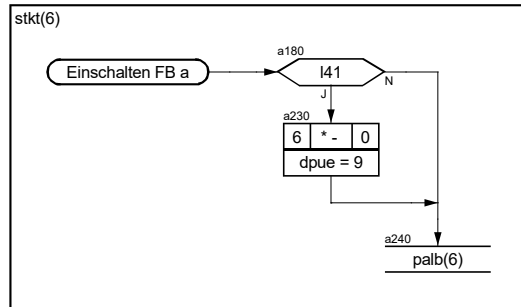 stkt(6)
a180
Einschalten FB a
I41
J
N
a230
6 * - 0
dpue = 9
a240
palb(6)